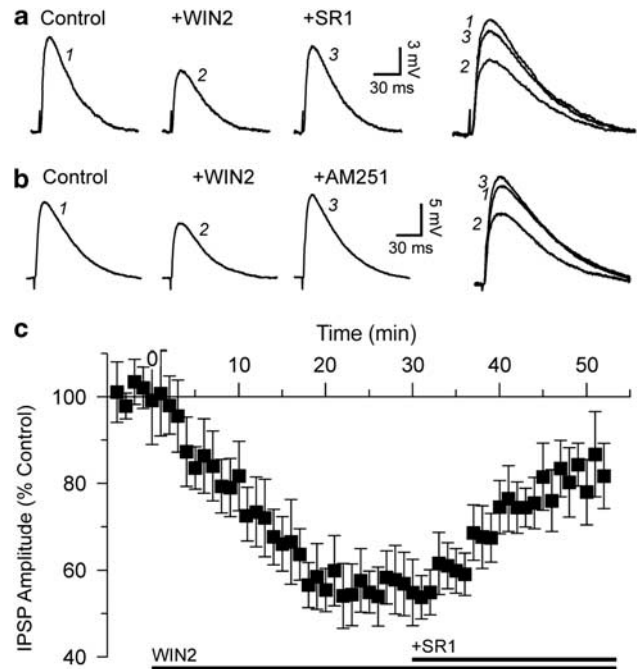 a Control +WIN2 +SR1
1 2 3 3 mV 30 ms 1 3 2
b Control +WIN2 +AM251
1 2 3 5 mV 30 ms 3 1 2
c
Time (min)
0 10 20 30 40 50
100
80
60
40
IPSP Amplitude (% Control)
+SR1
WIN2